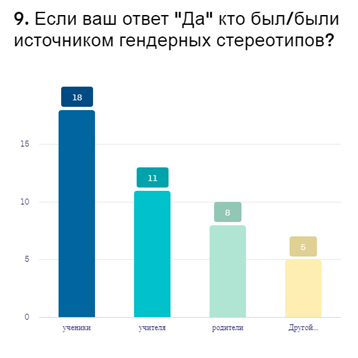 9. Если ваш ответ "Да" кто был/были
источником гендерных стереотипов?
18
15
11
10
8
5
5
0
ученики учителя родители Другой...